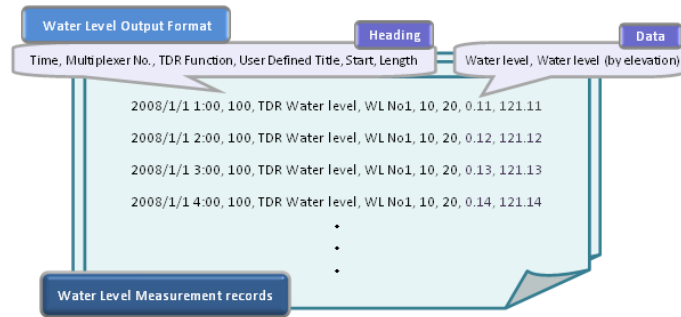 Water Level Output Format
Heading
Data
Time, Multiplexer No., TDR Function, User Defined Title, Start, Length
Water level, Water level (by elevation)
2008/1/1 1:00, 100, TDR Water level, WL No1, 10, 20, 0.11, 121.11
2008/1/1 2:00, 100, TDR Water level, WL No1, 10, 20, 0.12, 121.12
2008/1/1 3:00, 100, TDR Water level, WL No1, 10, 20, 0.13, 121.13
2008/1/1 4:00, 100, TDR Water level, WL No1, 10, 20, 0.14, 121.14
•
•
•
Water Level Measurement records